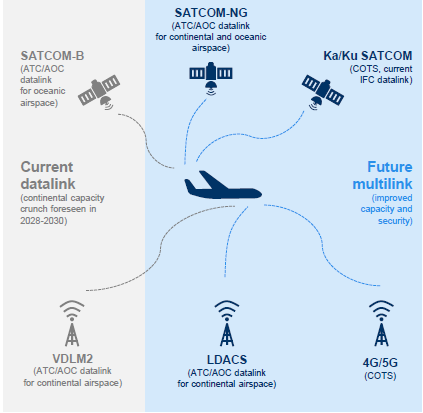 SATCOM-B
(ATC/AOC
datalink
for oceanic
airspace)
SATCOM-NG
(ATC/AOC datalink
for continental and oceanic
airspace)
Ka/Ku SATCOM
(COTS, current
IFC datalink)
Current
datalink
(continental capacity
crunch foreseen in
2028-2030)
Future
multilink
(improved
capacity and
security)
VDLM2
(ATC/AOC datalink
for continental airspace)
LDACS
(ATC/AOC datalink
for continental airspace)
4G/5G
(COTS)